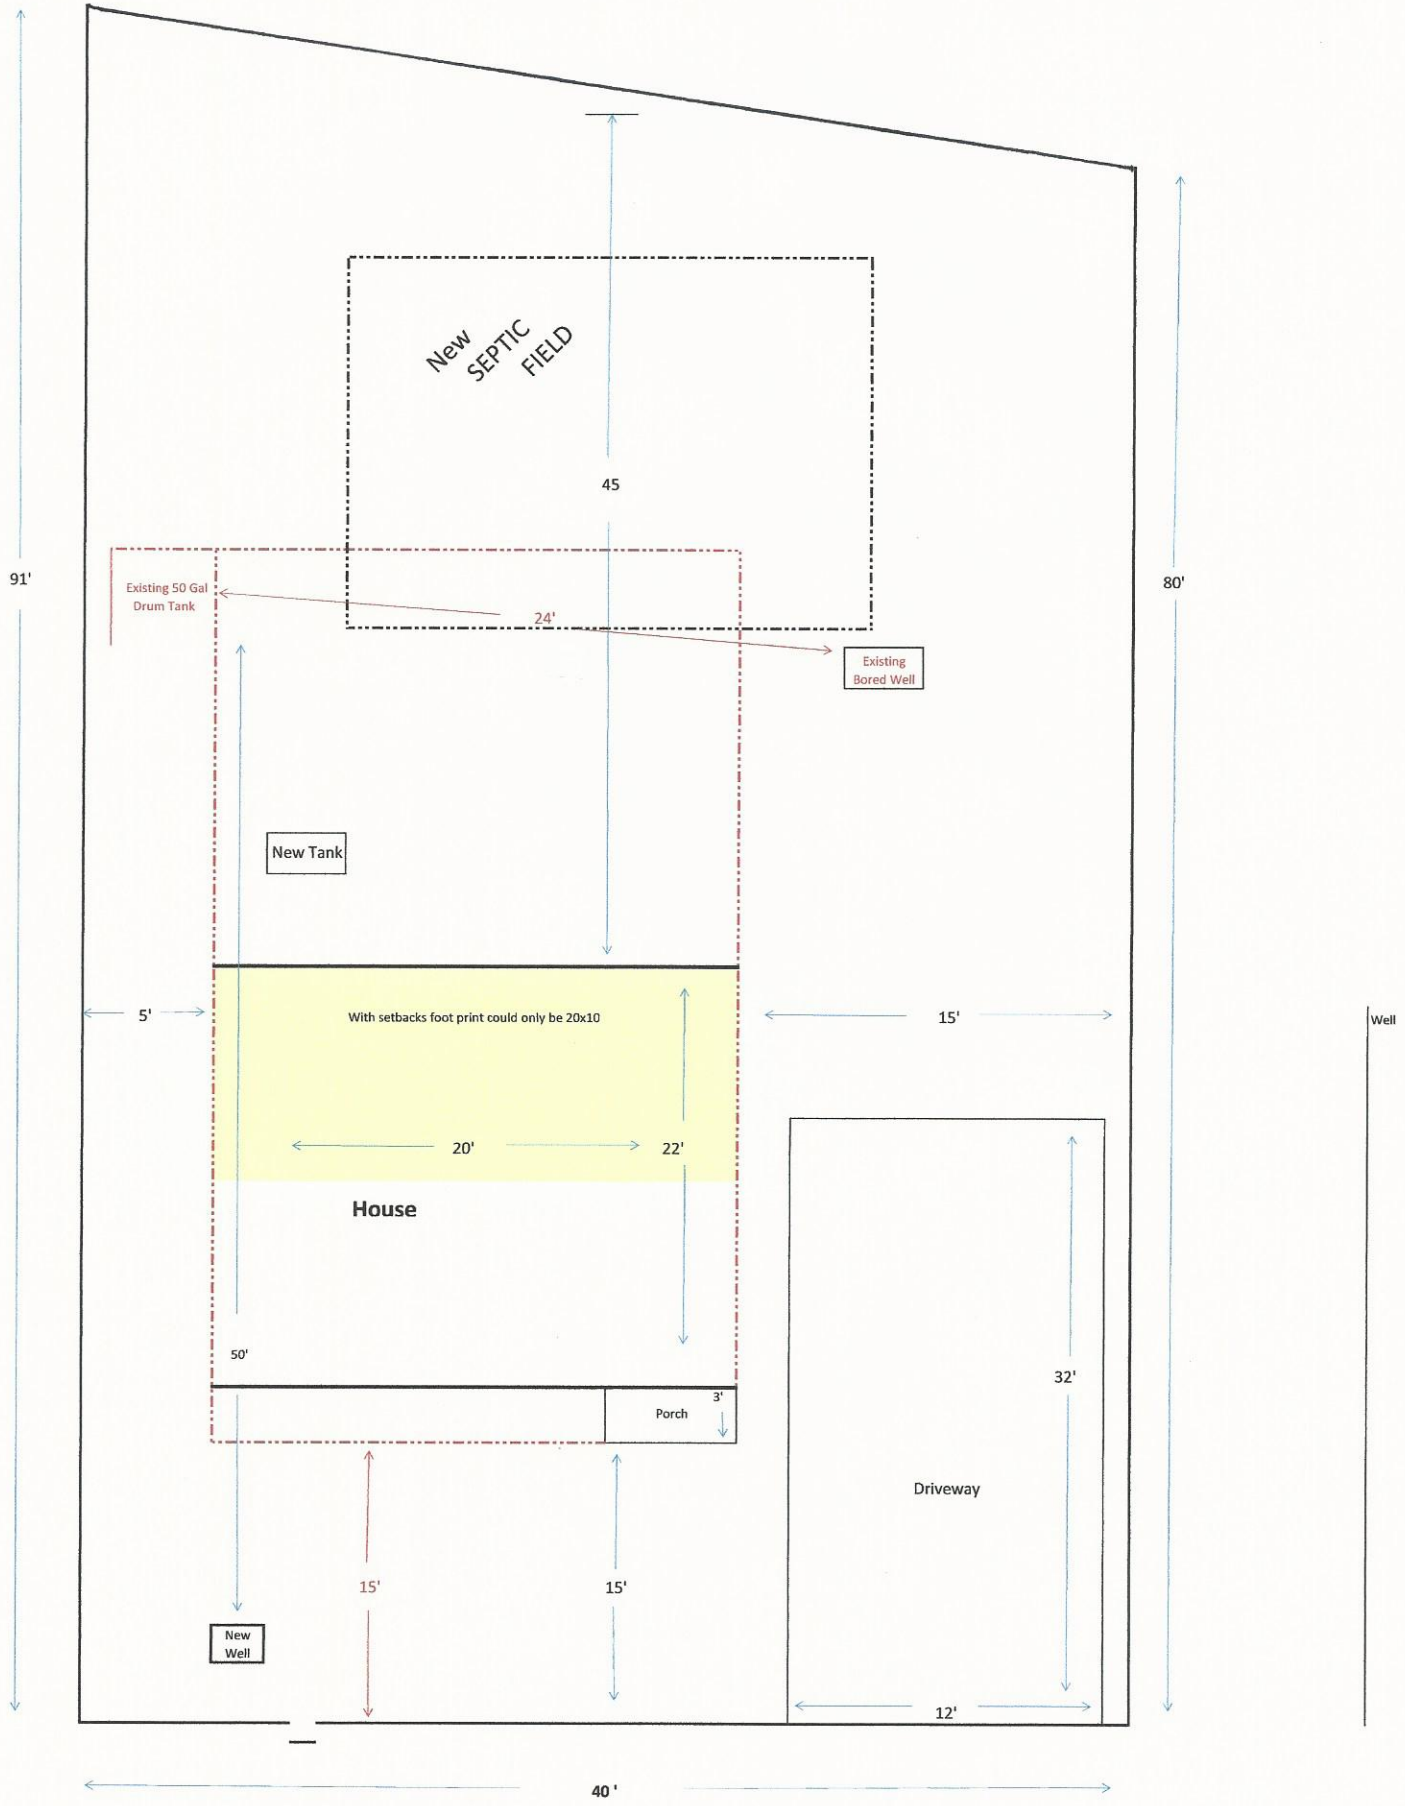 New
SEPTIC
FIELD
45
91'
80'
Existing 50 Gal
Drum Tank
24'
Existing
Bored Well
New Tank
5'
With setbacks foot print could only be 20x10
15'
Well
20'
22'
House
50'
32'
3'
Porch
Driveway
15'
15'
New
Well
12'
40 '